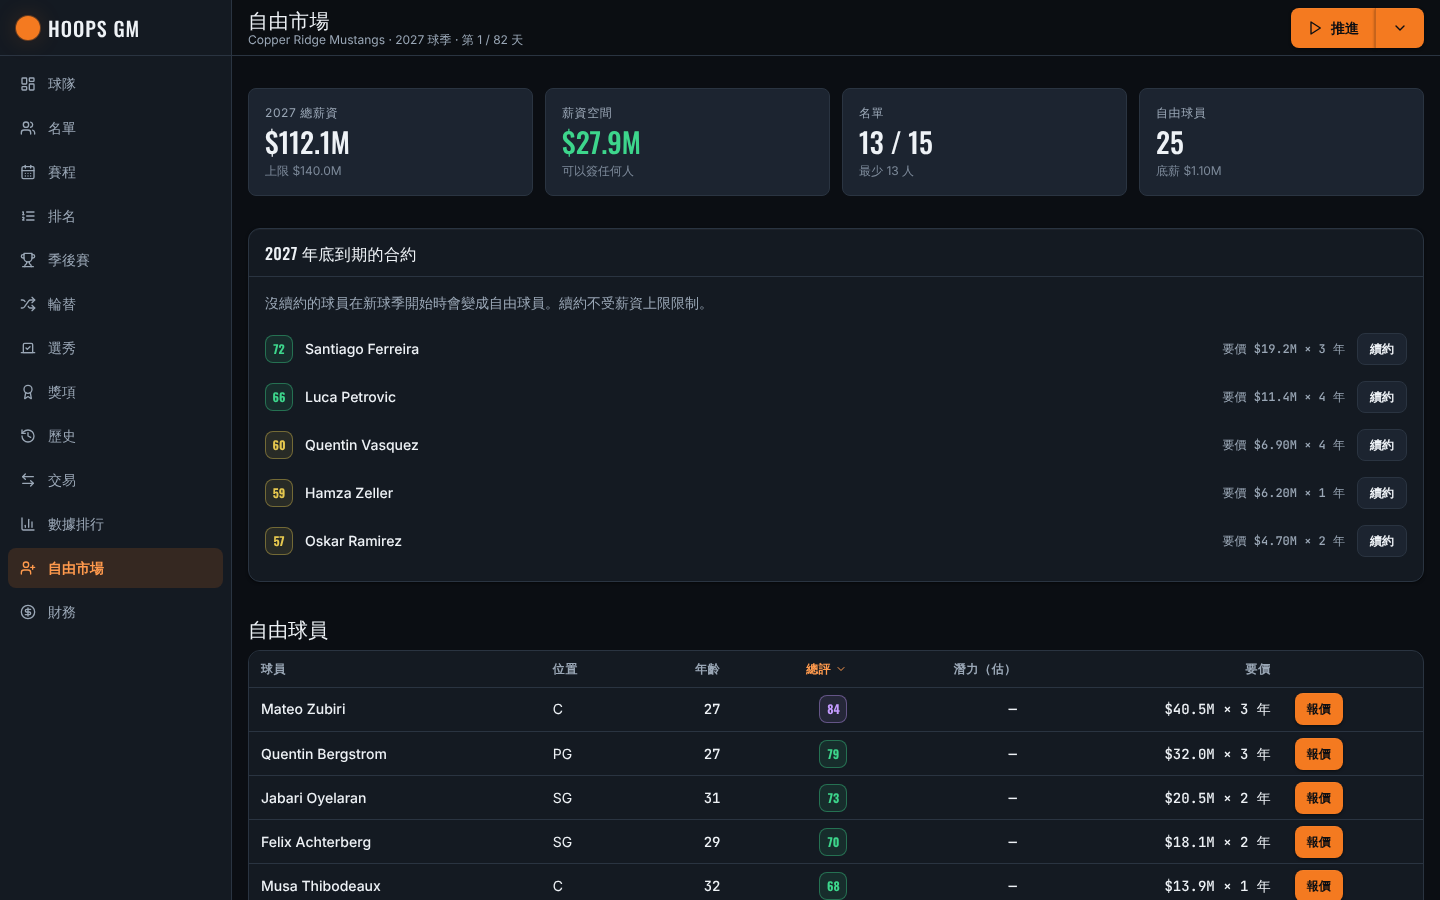 HOOPS GM
自由市場
Copper Ridge Mustangs · 2027 球季 · 第 1 / 82 天
推進
球隊
名單
賽程
排名
季後賽
輪替
選秀
獎項
歷史
交易
數據排行
自由市場
財務
2027 總薪資
$112.1M
上限 $140.0M
薪資空間
$27.9M
可以簽任何人
名單
13 / 15
最少 13 人
自由球員
25
底薪 $1.10M
2027 年底到期的合約
沒續約的球員在新球季開始時會變成自由球員。續約不受薪資上限限制。
72 Santiago Ferreira 要價 $19.2M × 3 年 續約
66 Luca Petrovic 要價 $11.4M × 4 年 續約
60 Quentin Vasquez 要價 $6.90M × 4 年 續約
59 Hamza Zeller 要價 $6.20M × 1 年 續約
57 Oskar Ramirez 要價 $4.70M × 2 年 續約
自由球員
球員 位置 年齡 總評 潛力（估） 要價
Mateo Zubiri C 27 84 — $40.5M × 3 年 報價
Quentin Bergstrom PG 27 79 — $32.0M × 3 年 報價
Jabari Oyelaran SG 31 73 — $20.5M × 2 年 報價
Felix Achterberg SG 29 70 — $18.1M × 2 年 報價
Musa Thibodeaux C 32 68 — $13.9M × 1 年 報價